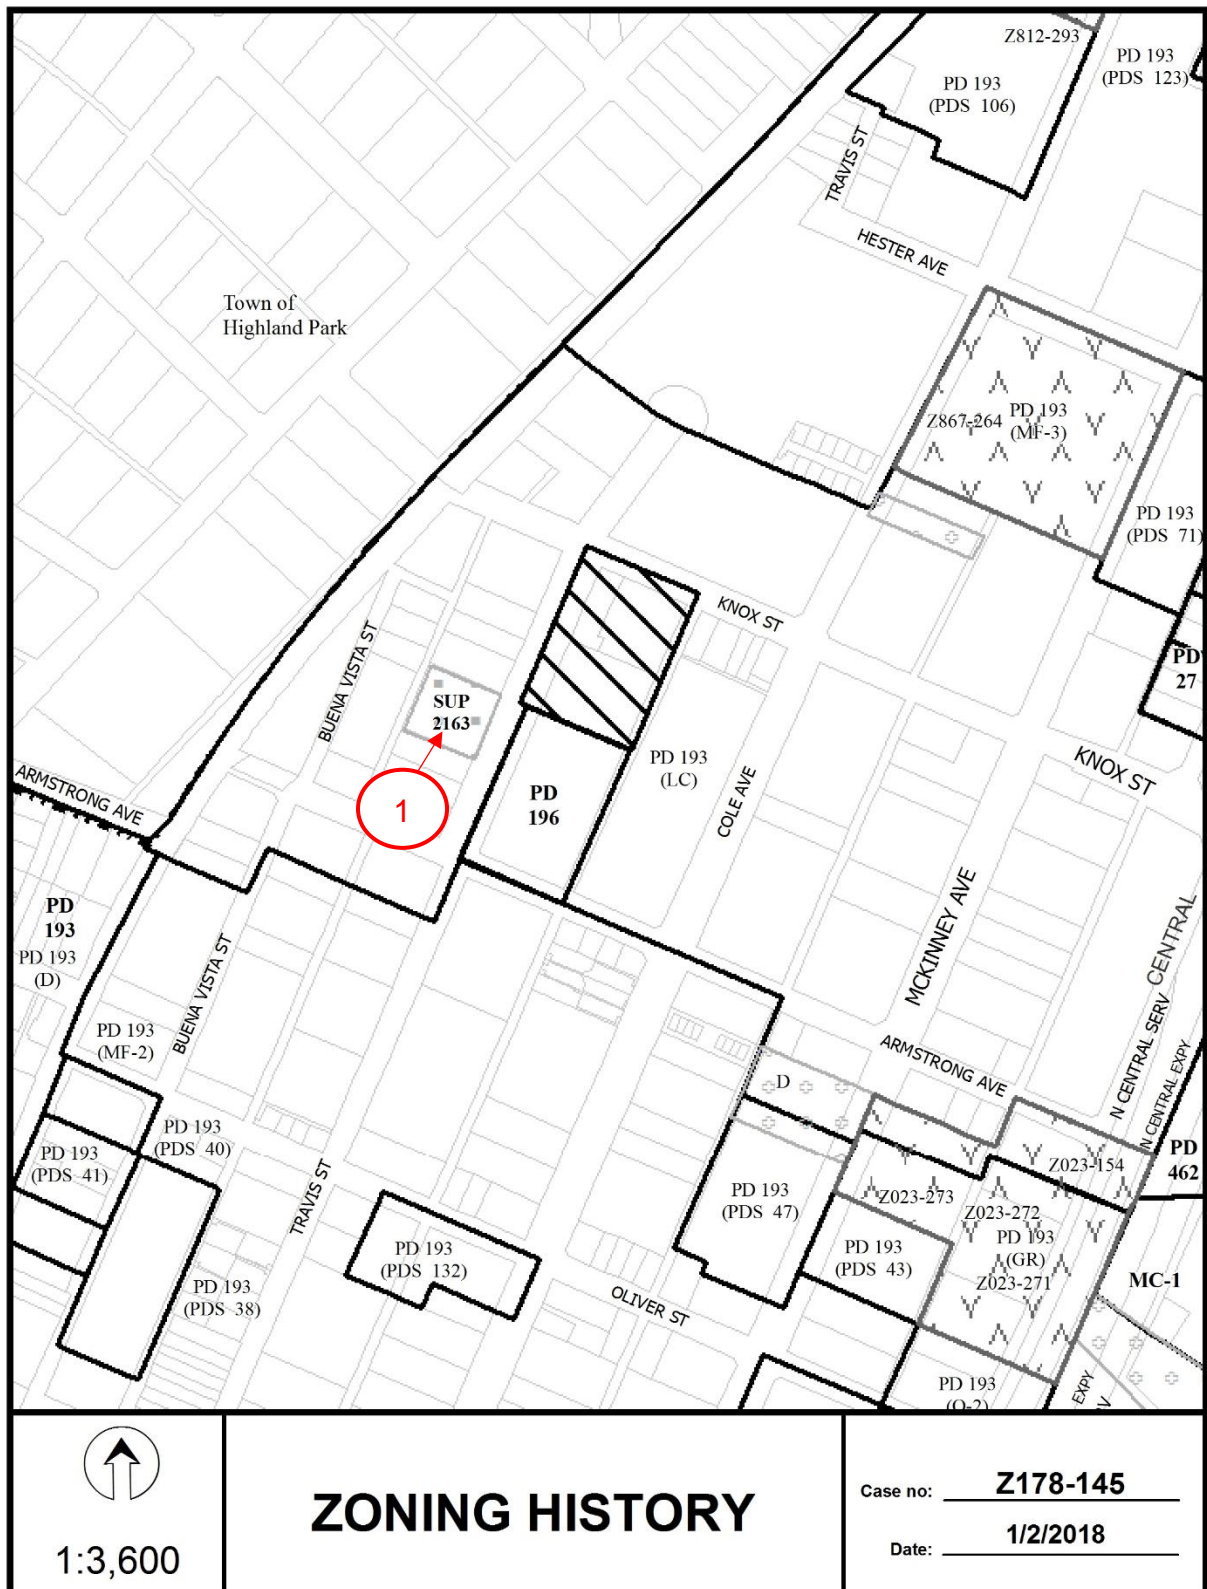 Z812-293
PD 193
(PDS 123)
PD 193
(PDS 106)
TRAVIS ST
HESTER AVE
Town of
Highland Park
Z867-264
PD 193
(MF-3)
PD 193
(PDS 71)
KNOX ST
BUENA VISTA ST
SUP
2163
PD
27
PD 193
(LC)
KNOX ST
ARMSTRONG AVE
1
PD
196
COLE AVE
MCKINNEY AVE
PD
193
PD 193
(D)
BUENA VISTA ST
CENTRAL
PD 193
(MF-2)
N CENTRAL SERV
N CENTRAL EXPY
ARMSTRONG AVE
D
PD 193
(PDS 40)
PD 193
(PDS 41)
Z023-154
PD
462
TRAVIS ST
PD 193
(PDS 47)
Z023-273
Z023-272
PD 193
(GR)
Z023-271
PD 193
(PDS 132)
PD 193
(PDS 43)
MC-1
PD 193
(PDS 38)
OLIVER ST
PD 193
(O-2)
EXPY
1:3,600
ZONING HISTORY
Case no: Z178-145
Date: 1/2/2018